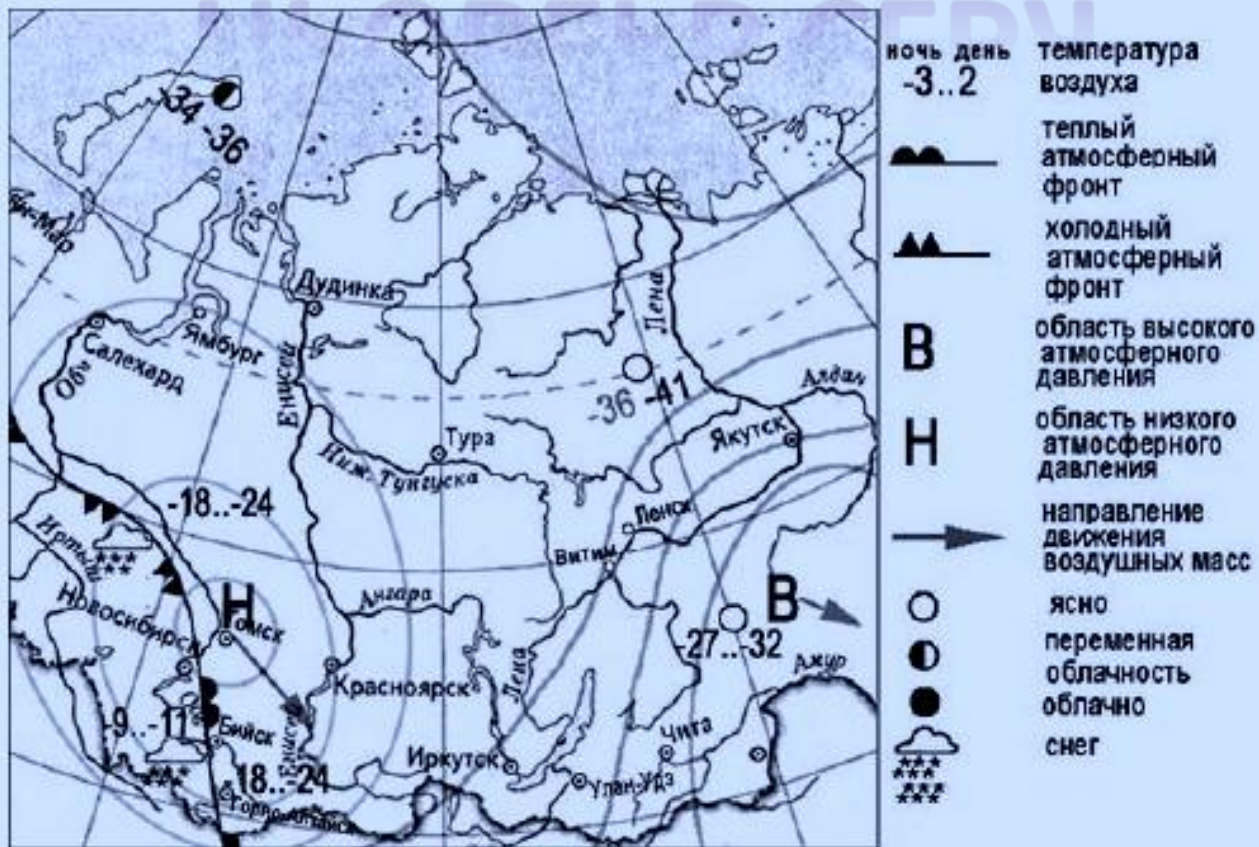 ночь день температура
-3..2 воздуха
теплый
атмосферный
фронт
холодный
атмосферный
фронт
В
область высокого
атмосферного
давления
Н
область низкого
атмосферного
давления
направление
движения
воздушных масс
ясно
переменная
облачность
облачно
снег
-34 -36
Дудинка
Лена
Ямбург
Салехард
Обь
Енисей
-36 -41
Алдан
Якутск
Тура
Ниж. Тунгуска
-18..-24
Ленск
Иртыш
Витим
Н
В
Ангара
Новосибирск
Томск
-27..-32
Лена
Амур
Красноярск
-9..-11
Бийск
Енисей
Чита
Иркутск
Улан-Удэ
18..-24
Горно-Алтайск